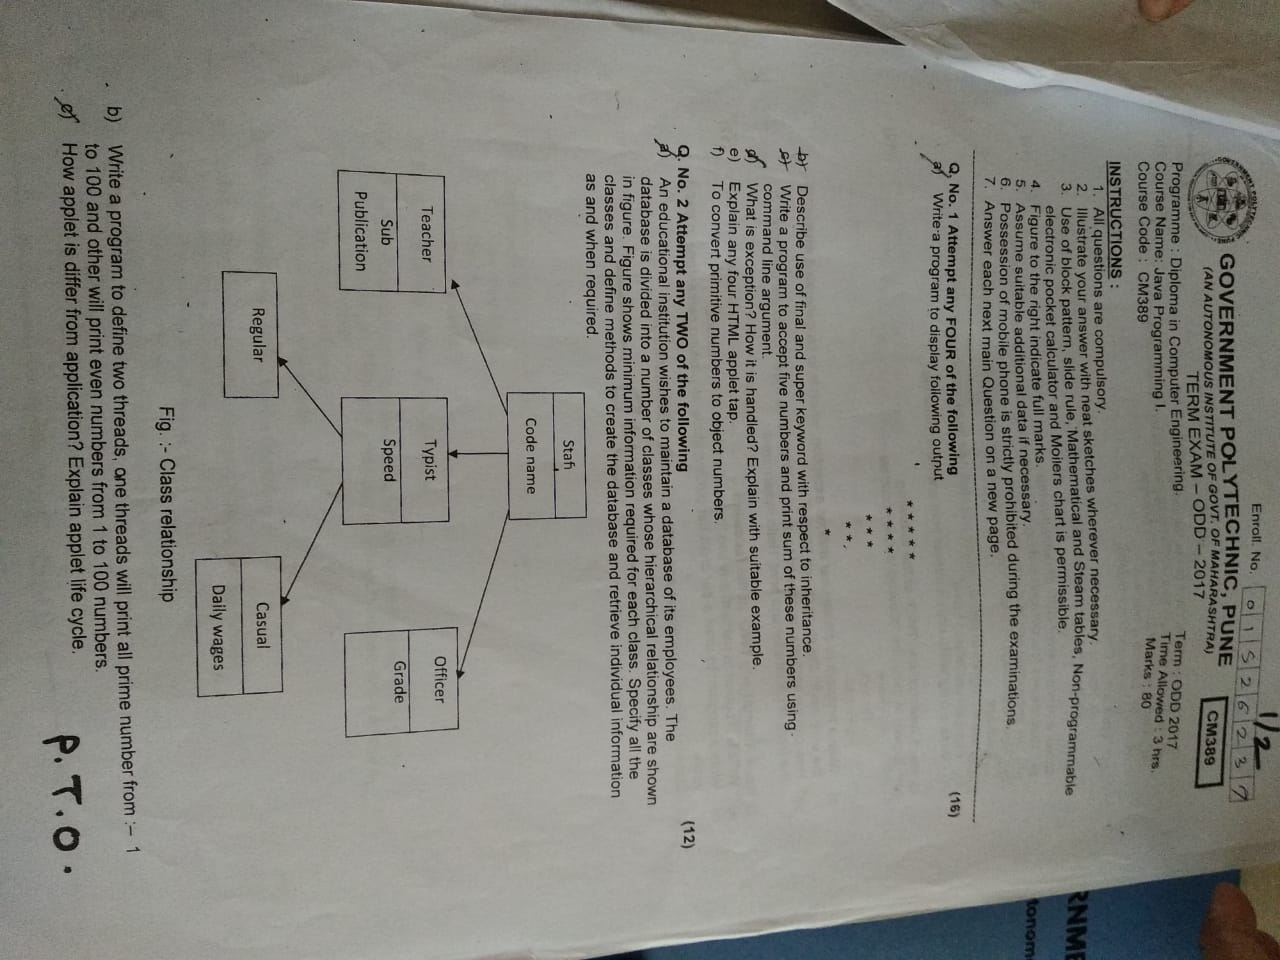 Enroll. No. 0 1 5 2 6 2 3 7
1/2
GOVERNMENT POLYTECHNIC, PUNE
(AN AUTONOMOUS INSTITUTE OF GOVT. OF MAHARASHTRA)
TERM EXAM – ODD – 2017
CM389
Programme : Diploma in Computer Engineering.
Term : ODD 2017
Course Name: Java Programming I.
Time Allowed : 3 hrs.
Course Code : CM389
Marks : 80
INSTRUCTIONS :
1. All questions are compulsory.
2. Illustrate your answer with neat sketches wherever necessary.
3. Use of block pattern, slide rule, Mathematical and Steam tables, Non-programmable
electronic pocket calculator and Moliers chart is permissible.
4. Figure to the right indicate full marks.
5. Assume suitable additional data if necessary.
6. Possession of mobile phone is strictly prohibited during the examinations.
7. Answer each next main Question on a new page.
Q. No. 1 Attempt any FOUR of the following (16)
a) Write a program to display following output
* * * * *
* * * *
* * *
* *
*
b) Describe use of final and super keyword with respect to inheritance.
c) Write a program to accept five numbers and print sum of these numbers using
command line argument.
d) What is exception? How it is handled? Explain with suitable example.
e) Explain any four HTML applet tap.
f) To convert primitive numbers to object numbers.
Q. No. 2 Attempt any TWO of the following (12)
a) An educational institution wishes to maintain a database of its employees. The
database is divided into a number of classes whose hierarchical relationship are shown
in figure. Figure shows minimum information required for each class. Specify all the
classes and define methods to create the database and retrieve individual information
as and when required.
Staff
Code name
Teacher
Sub
Publication
Typist
Speed
Officer
Grade
Regular
Casual
Daily wages
Fig. :- Class relationship
b) Write a program to define two threads, one threads will print all prime number from :– 1
to 100 and other will print even numbers from 1 to 100 numbers.
c) How applet is differ from application? Explain applet life cycle.
P. T. O.
RNME
tonom